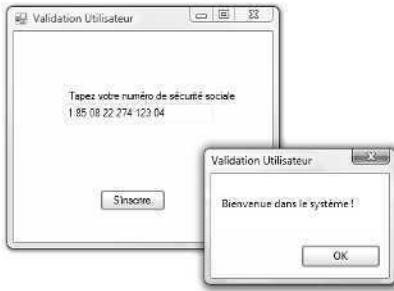 Validation Utilisateur
Tapez votre numéro de sécurité sociale
1 85 08 22 274 123 04
S'inscrire
Validation Utilisateur
Bienvenue dans le système !
OK